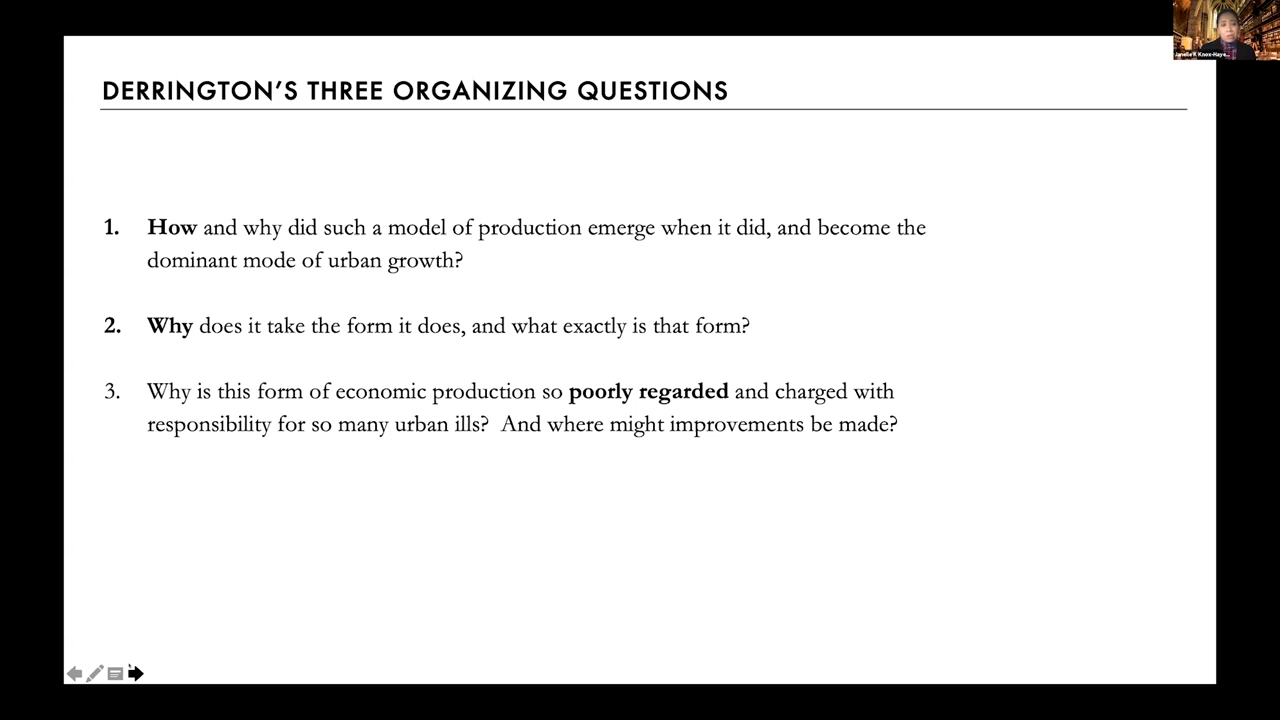 Janelle K Knox-Haye...
DERRINGTON'S THREE ORGANIZING QUESTIONS
1. How and why did such a model of production emerge when it did, and become the
dominant mode of urban growth?
2. Why does it take the form it does, and what exactly is that form?
3. Why is this form of economic production so poorly regarded and charged with
responsibility for so many urban ills? And where might improvements be made?